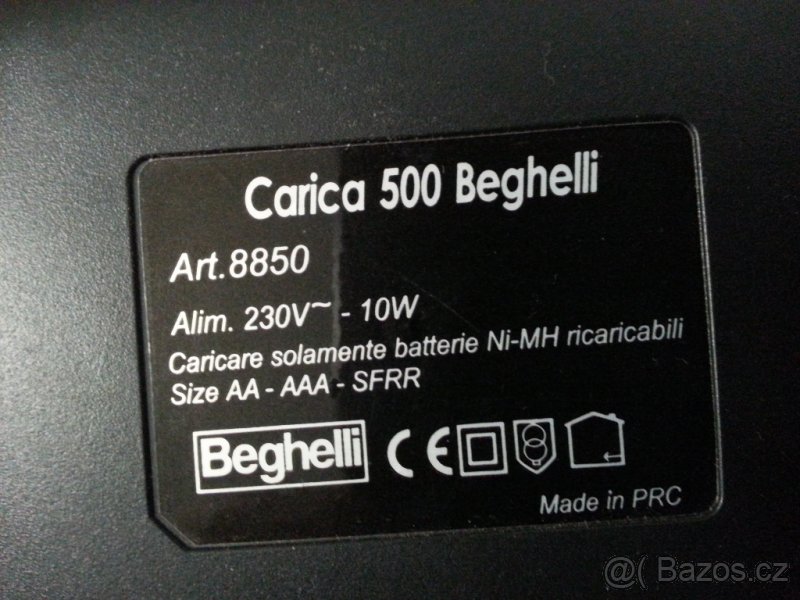 Carica 500 Beghelli
Art.8850
Alim. 230V~ - 10W
Caricare solamente batterie Ni-MH ricaricabili
Size AA - AAA - SFRR
Beghelli CE
Made in PRC
@( Bazos.cz